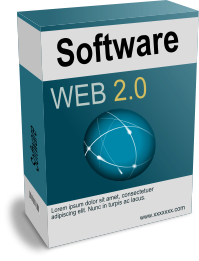 Software
WEB 2.0
Software
Lorem ipsum dolor sit amet, consectetuer
adipiscing elit. Nunc in turpis ac lacus.
www.xxxxxxx.com